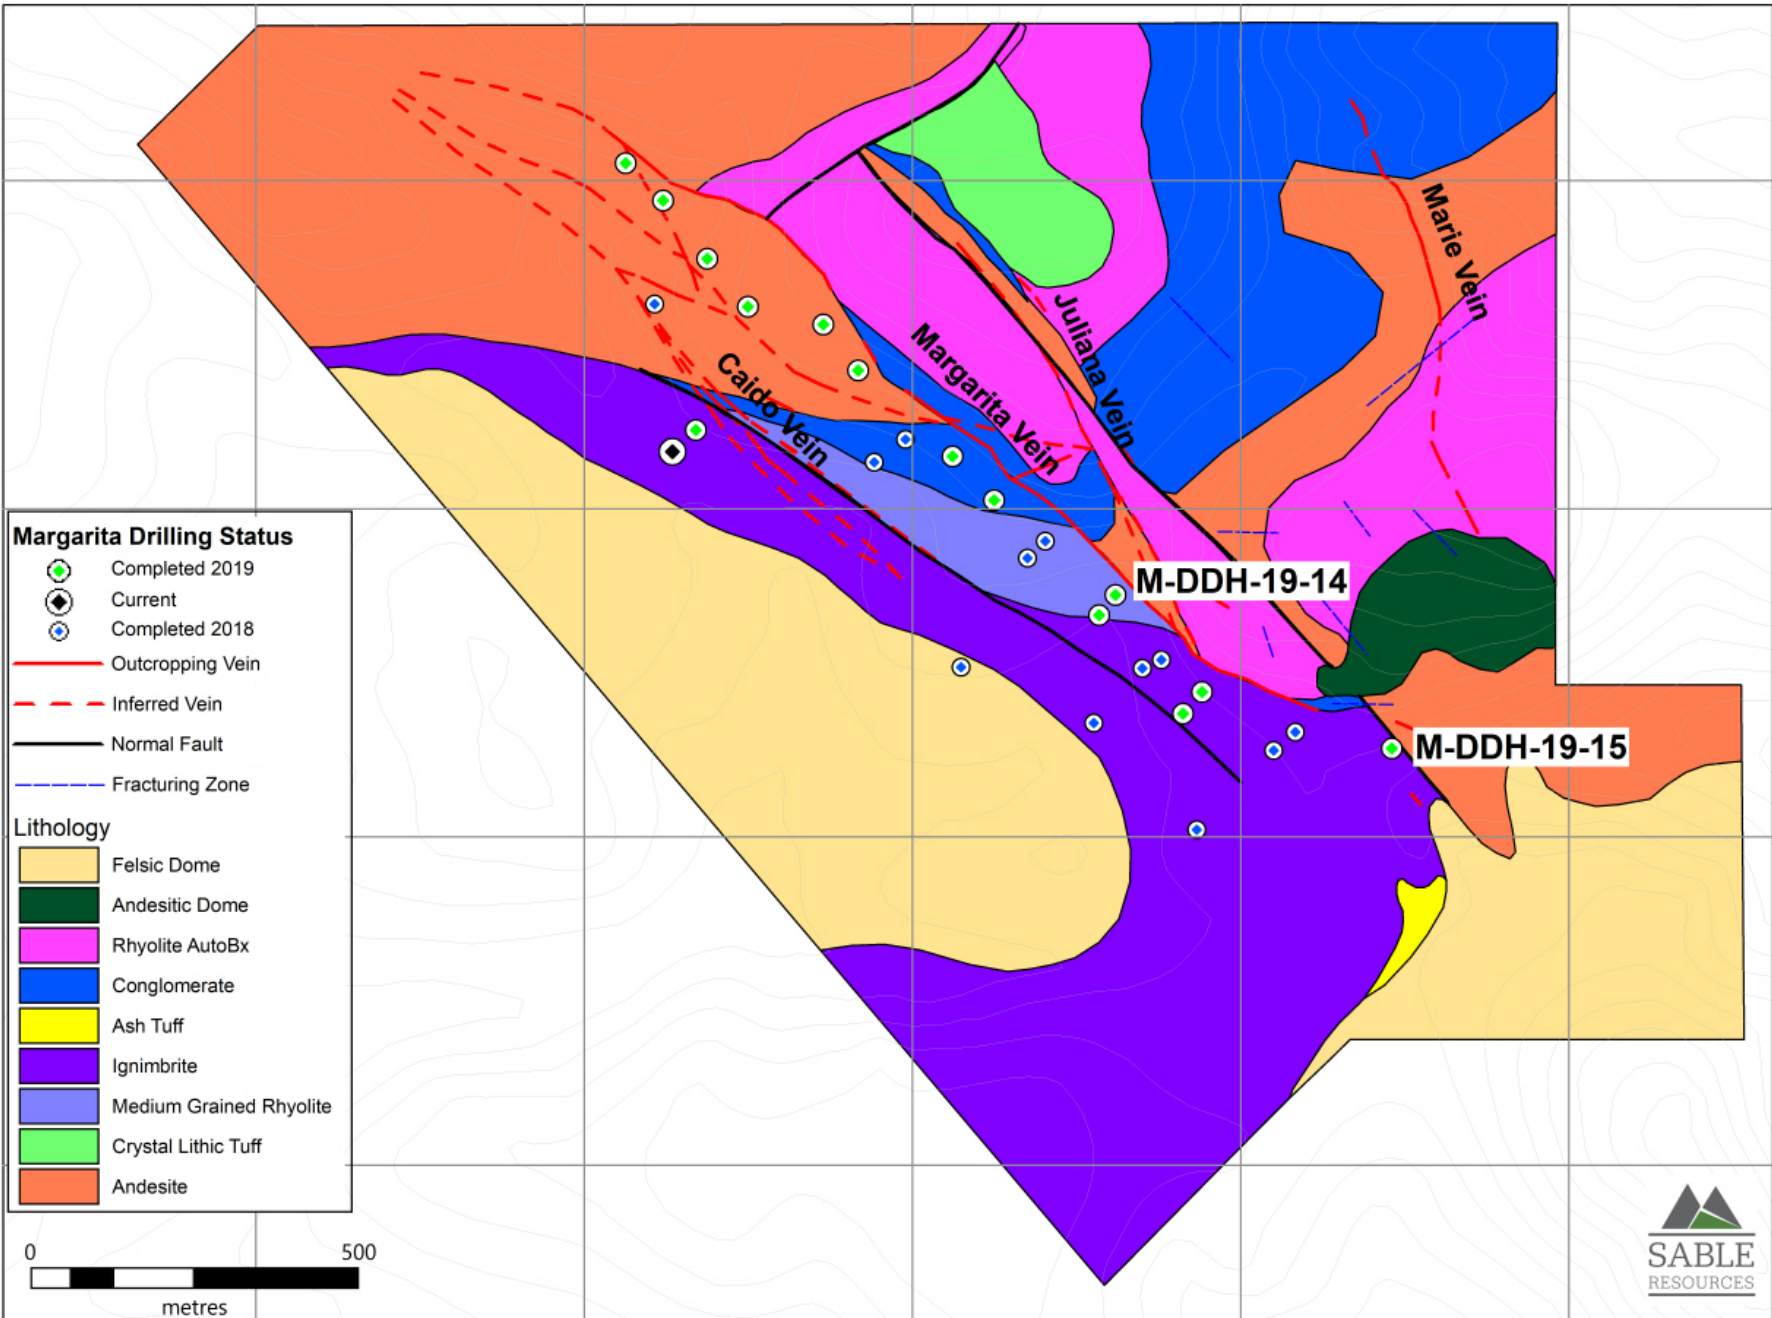 Marie Vein
Juliana Vein
Margarita Vein
Caido Vein
M-DDH-19-14
M-DDH-19-15
Margarita Drilling Status
Completed 2019
Current
Completed 2018
Outcropping Vein
Inferred Vein
Normal Fault
Fracturing Zone
Lithology
Felsic Dome
Andesitic Dome
Rhyolite AutoBx
Conglomerate
Ash Tuff
Ignimbrite
Medium Grained Rhyolite
Crystal Lithic Tuff
Andesite
0 500
metres
SABLE
RESOURCES